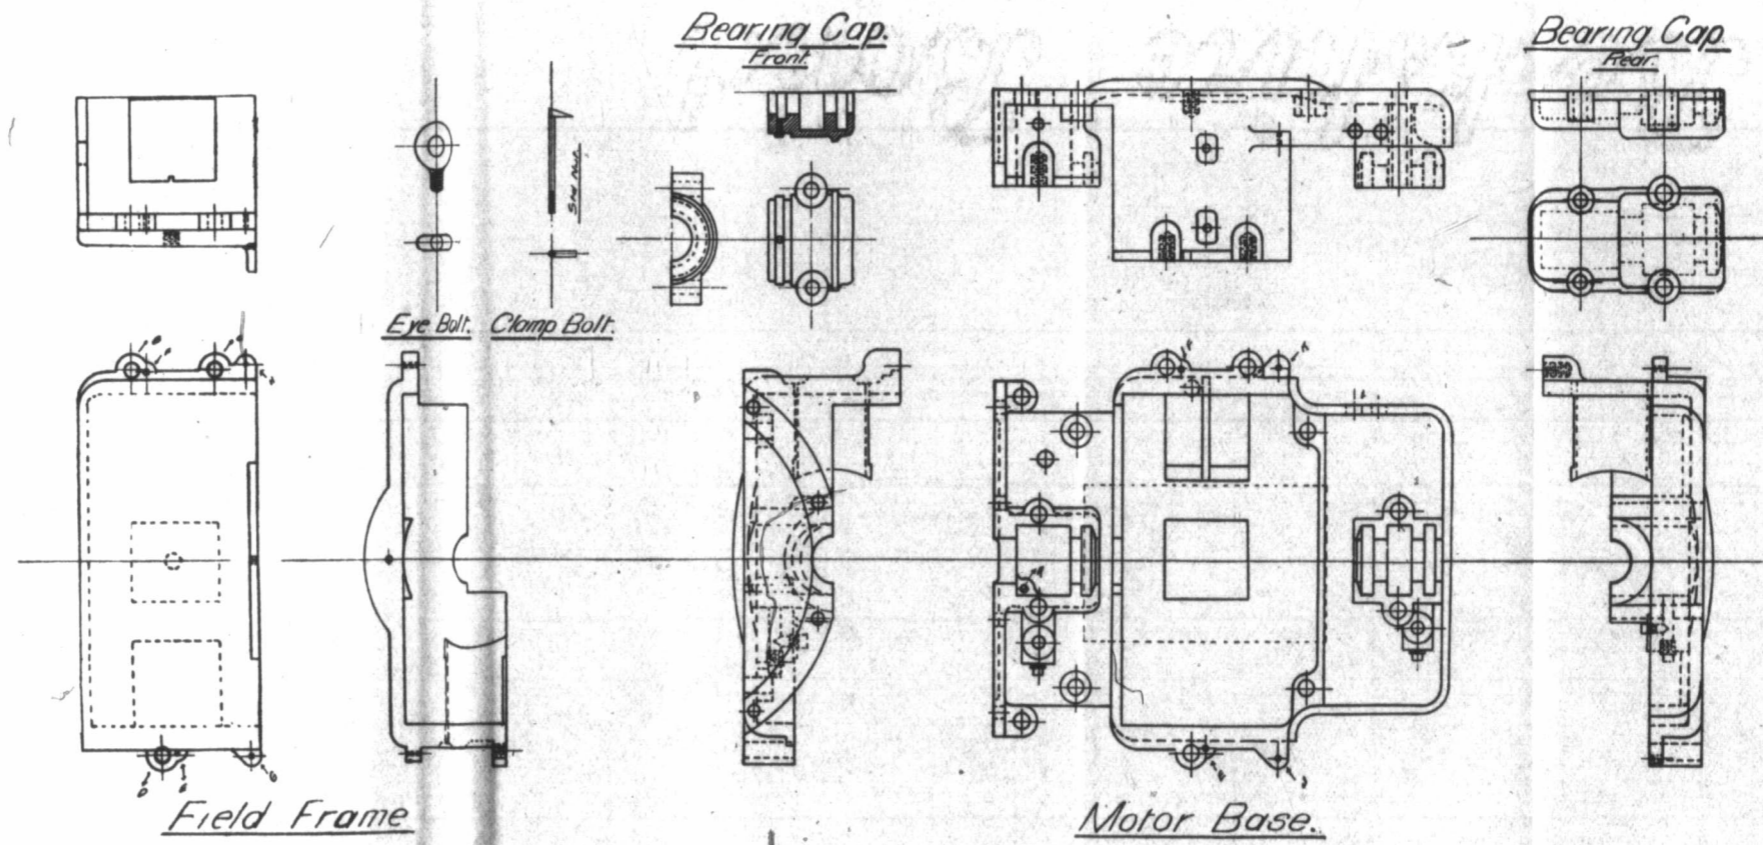 Bearing Cap.
Front.
Bearing Cap
Rear.
Eye Bolt.
Clamp Bolt.
Field Frame
Motor Base.